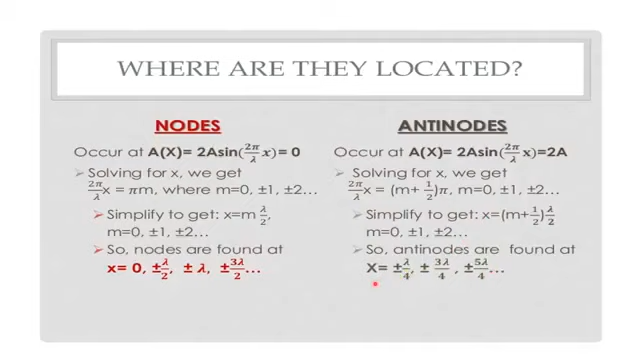 WHERE ARE THEY LOCATED?
NODES
Occur at A(X)= 2Asin(2π/λ x)= 0
Solving for x, we get
2π/λ x = πm, where m=0, ±1, ±2…
Simplify to get: x=m λ/2,
m=0, ±1, ±2…
So, nodes are found at
x= 0, ±λ/2, ± λ, ±3λ/2…
ANTINODES
Occur at A(X)= 2Asin(2π/λ x)=2A
Solving for x, we get
2π/λ x = (m+ 1/2)π, m=0, ±1, ±2…
Simplify to get: x=(m+1/2)λ/2
m=0, ±1, ±2…
So, antinodes are found at
X= ±λ/4, ± 3λ/4 , ±5λ/4…